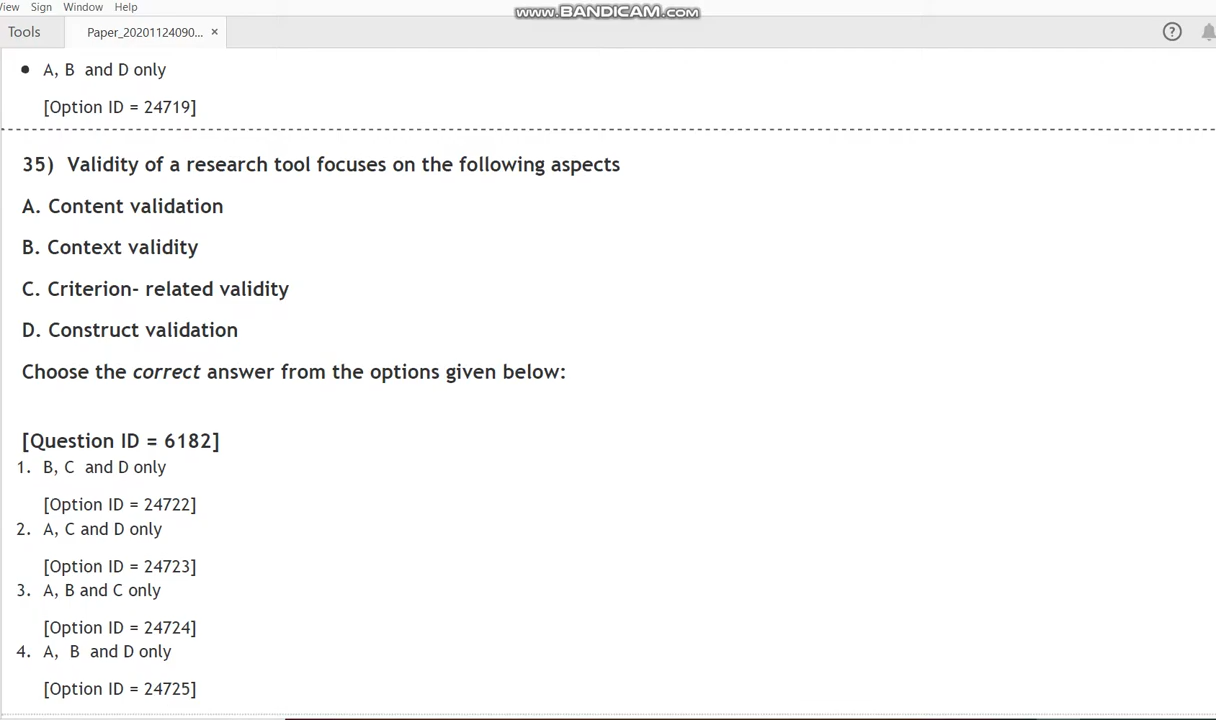 View Sign Window Help
www.BANDICAM.com
Tools Paper_20201124090... ×
?
• A, B and D only
[Option ID = 24719]
35) Validity of a research tool focuses on the following aspects
A. Content validation
B. Context validity
C. Criterion- related validity
D. Construct validation
Choose the correct answer from the options given below:
[Question ID = 6182]
1. B, C and D only
[Option ID = 24722]
2. A, C and D only
[Option ID = 24723]
3. A, B and C only
[Option ID = 24724]
4. A, B and D only
[Option ID = 24725]